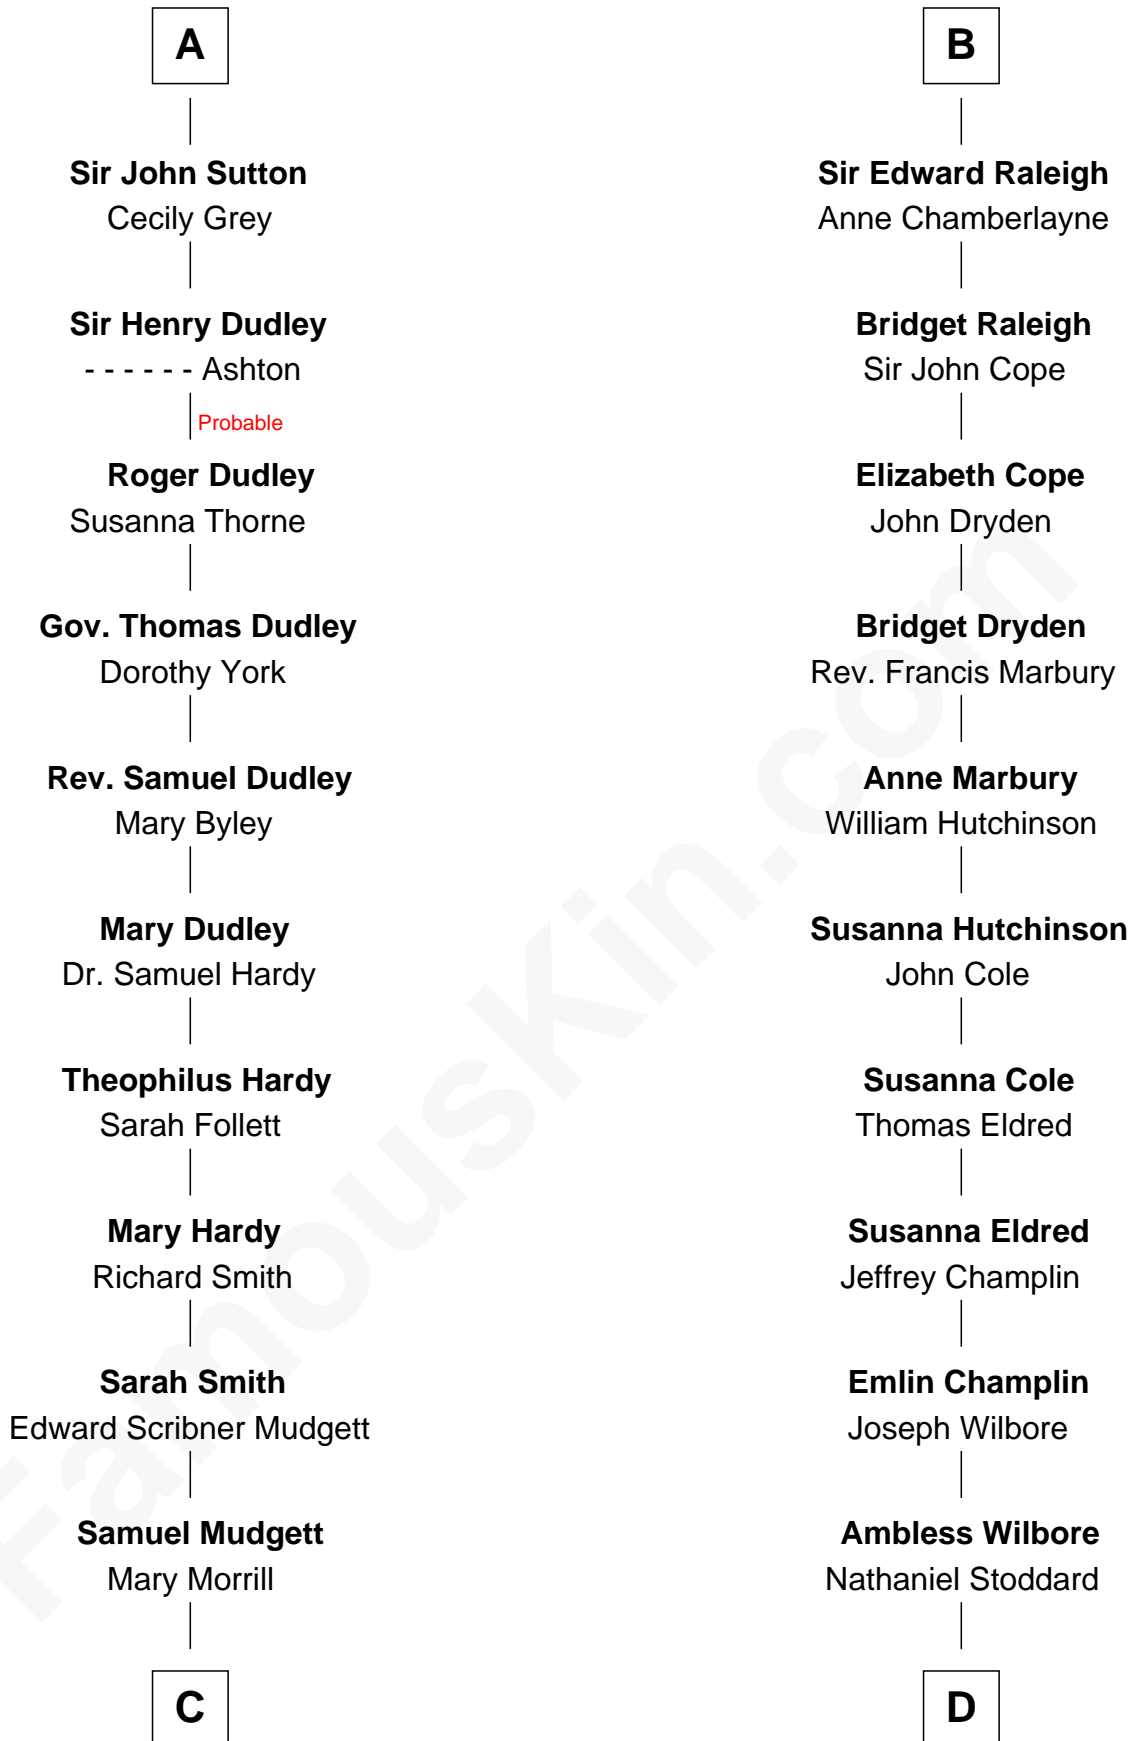 A
Sir John Sutton
Cecily Grey
Sir Henry Dudley
- - - - - - Ashton
Probable
Roger Dudley
Susanna Thorne
Gov. Thomas Dudley
Dorothy York
Rev. Samuel Dudley
Mary Byley
Mary Dudley
Dr. Samuel Hardy
Theophilus Hardy
Sarah Follett
Mary Hardy
Richard Smith
Sarah Smith
Edward Scribner Mudgett
Samuel Mudgett
Mary Morrill
C
B
Sir Edward Raleigh
Anne Chamberlayne
Bridget Raleigh
Sir John Cope
Elizabeth Cope
John Dryden
Bridget Dryden
Rev. Francis Marbury
Anne Marbury
William Hutchinson
Susanna Hutchinson
John Cole
Susanna Cole
Thomas Eldred
Susanna Eldred
Jeffrey Champlin
Emlin Champlin
Joseph Wilbore
Ambless Wilbore
Nathaniel Stoddard
D
FamousKin.com